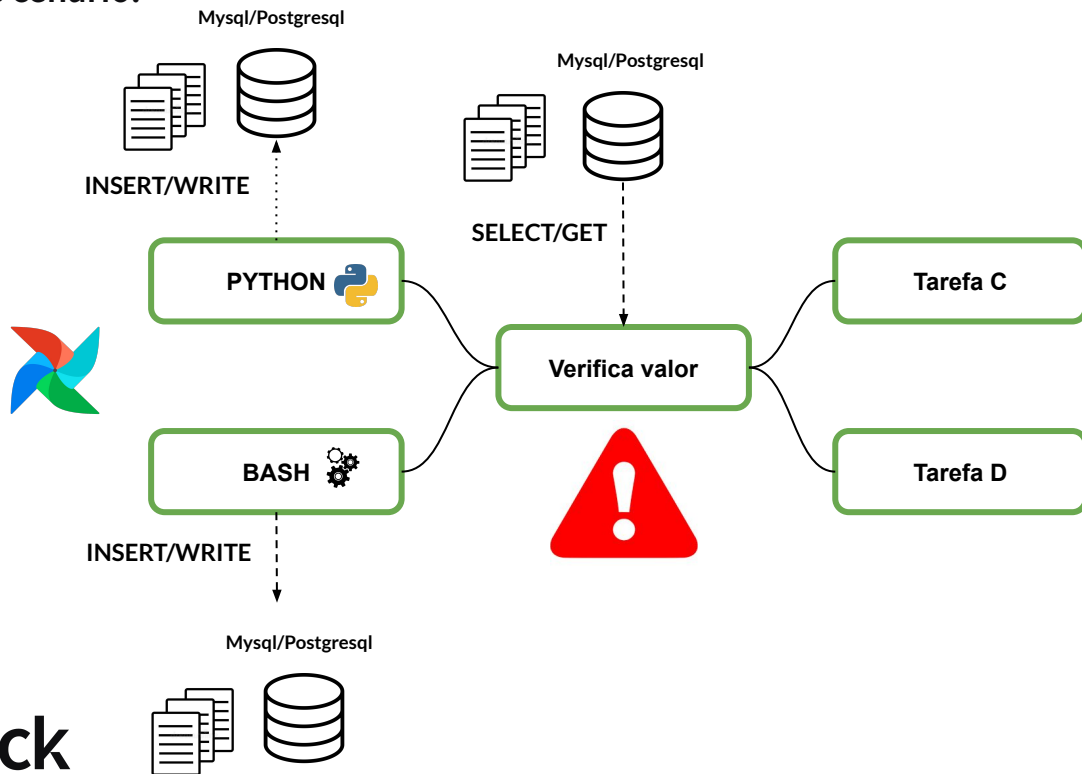 Mysql/Postgresql
Mysql/Postgresql
INSERT/WRITE
SELECT/GET
PYTHON
Tarefa C
Verifica valor
BASH
Tarefa D
INSERT/WRITE
Mysql/Postgresql
ck